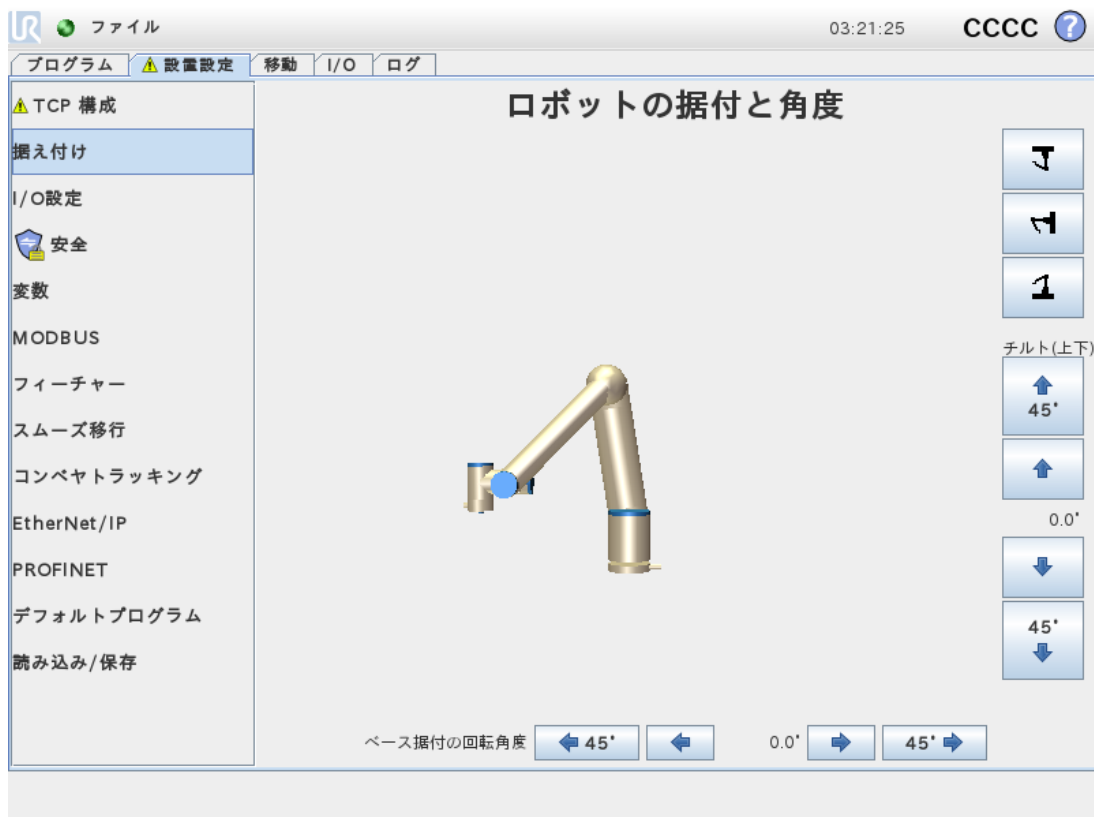 UR ファイル 03:21:25 CCCC ?
プログラム 設置設定 移動 I/O ログ
TCP 構成
据え付け
I/O設定
安全
変数
MODBUS
フィーチャー
スムーズ移行
コンベヤトラッキング
EtherNet/IP
PROFINET
デフォルトプログラム
読み込み/保存
ロボットの据付と角度
チルト(上下)
45°
0.0°
45°
ベース据付の回転角度 45° 0.0° 45°